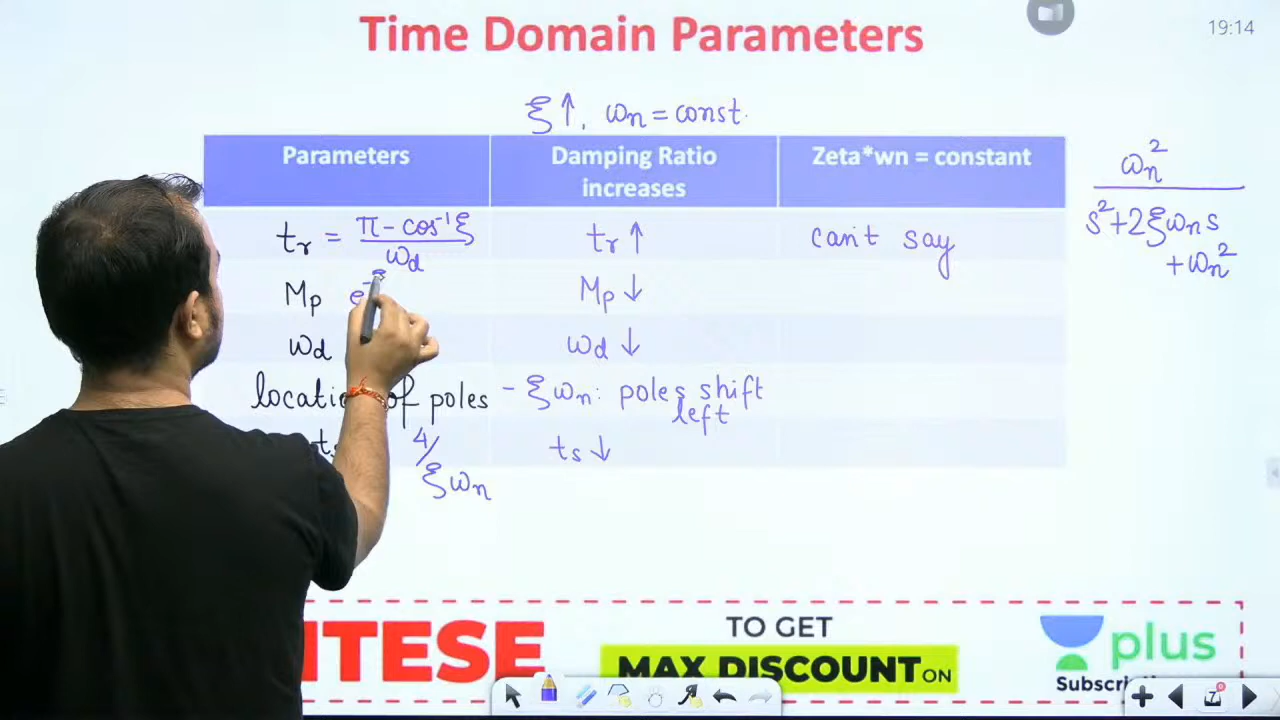 Time Domain Parameters
19:14
ξ↑, ωn = const.
Parameters
Damping Ratio increases
Zeta*wn = constant
tr = π - cos⁻¹ξ / ωd
tr ↑
can't say
Mp
Mp ↓
ωd
ωd ↓
location of poles
- ξωn: poles shift left
ts 4/ξωn
ts ↓
ωn² / s² + 2ξωns + ωn²
TO GET
MAX DISCOUNT ON
plus